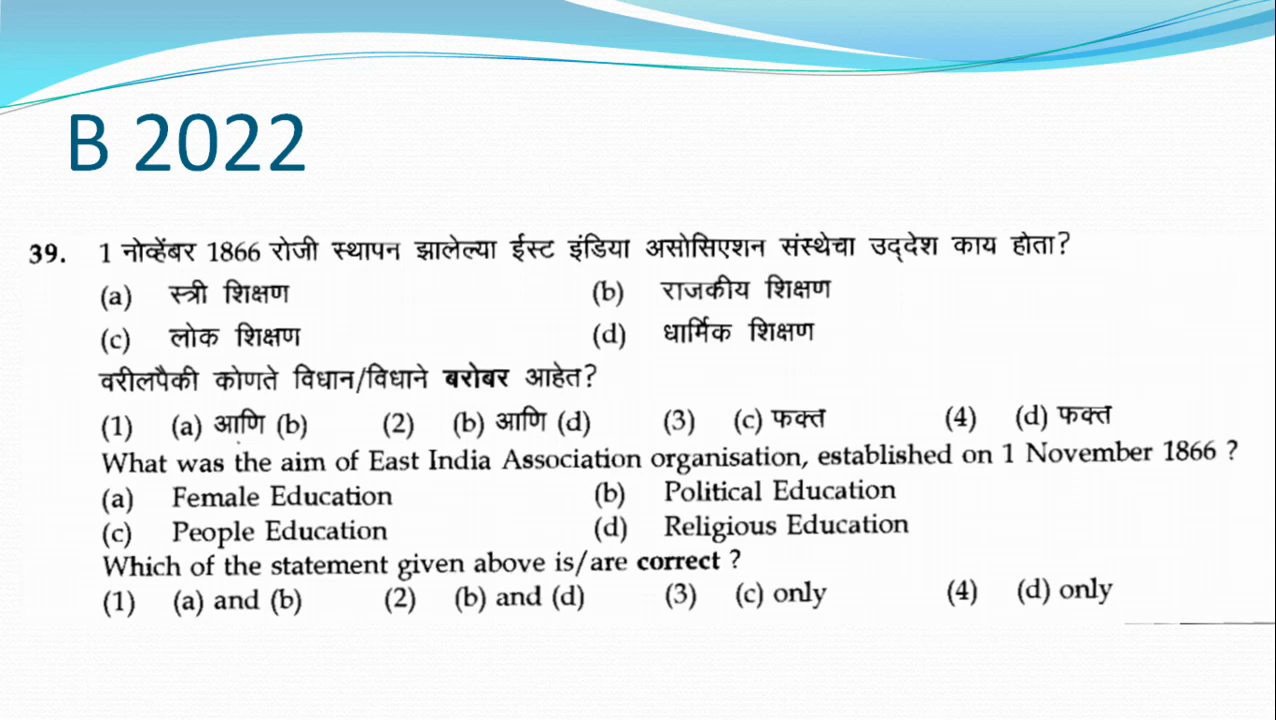 B 2022
39. 1 नोव्हेंबर 1866 रोजी स्थापन झालेल्या ईस्ट इंडिया असोसिएशन संस्थेचा उद्देश काय होता?
(a) स्त्री शिक्षण (b) राजकीय शिक्षण
(c) लोक शिक्षण (d) धार्मिक शिक्षण
वरीलपैकी कोणते विधान/विधाने बरोबर आहेत?
(1) (a) आणि (b) (2) (b) आणि (d) (3) (c) फक्त (4) (d) फक्त
What was the aim of East India Association organisation, established on 1 November 1866 ?
(a) Female Education (b) Political Education
(c) People Education (d) Religious Education
Which of the statement given above is/are correct ?
(1) (a) and (b) (2) (b) and (d) (3) (c) only (4) (d) only